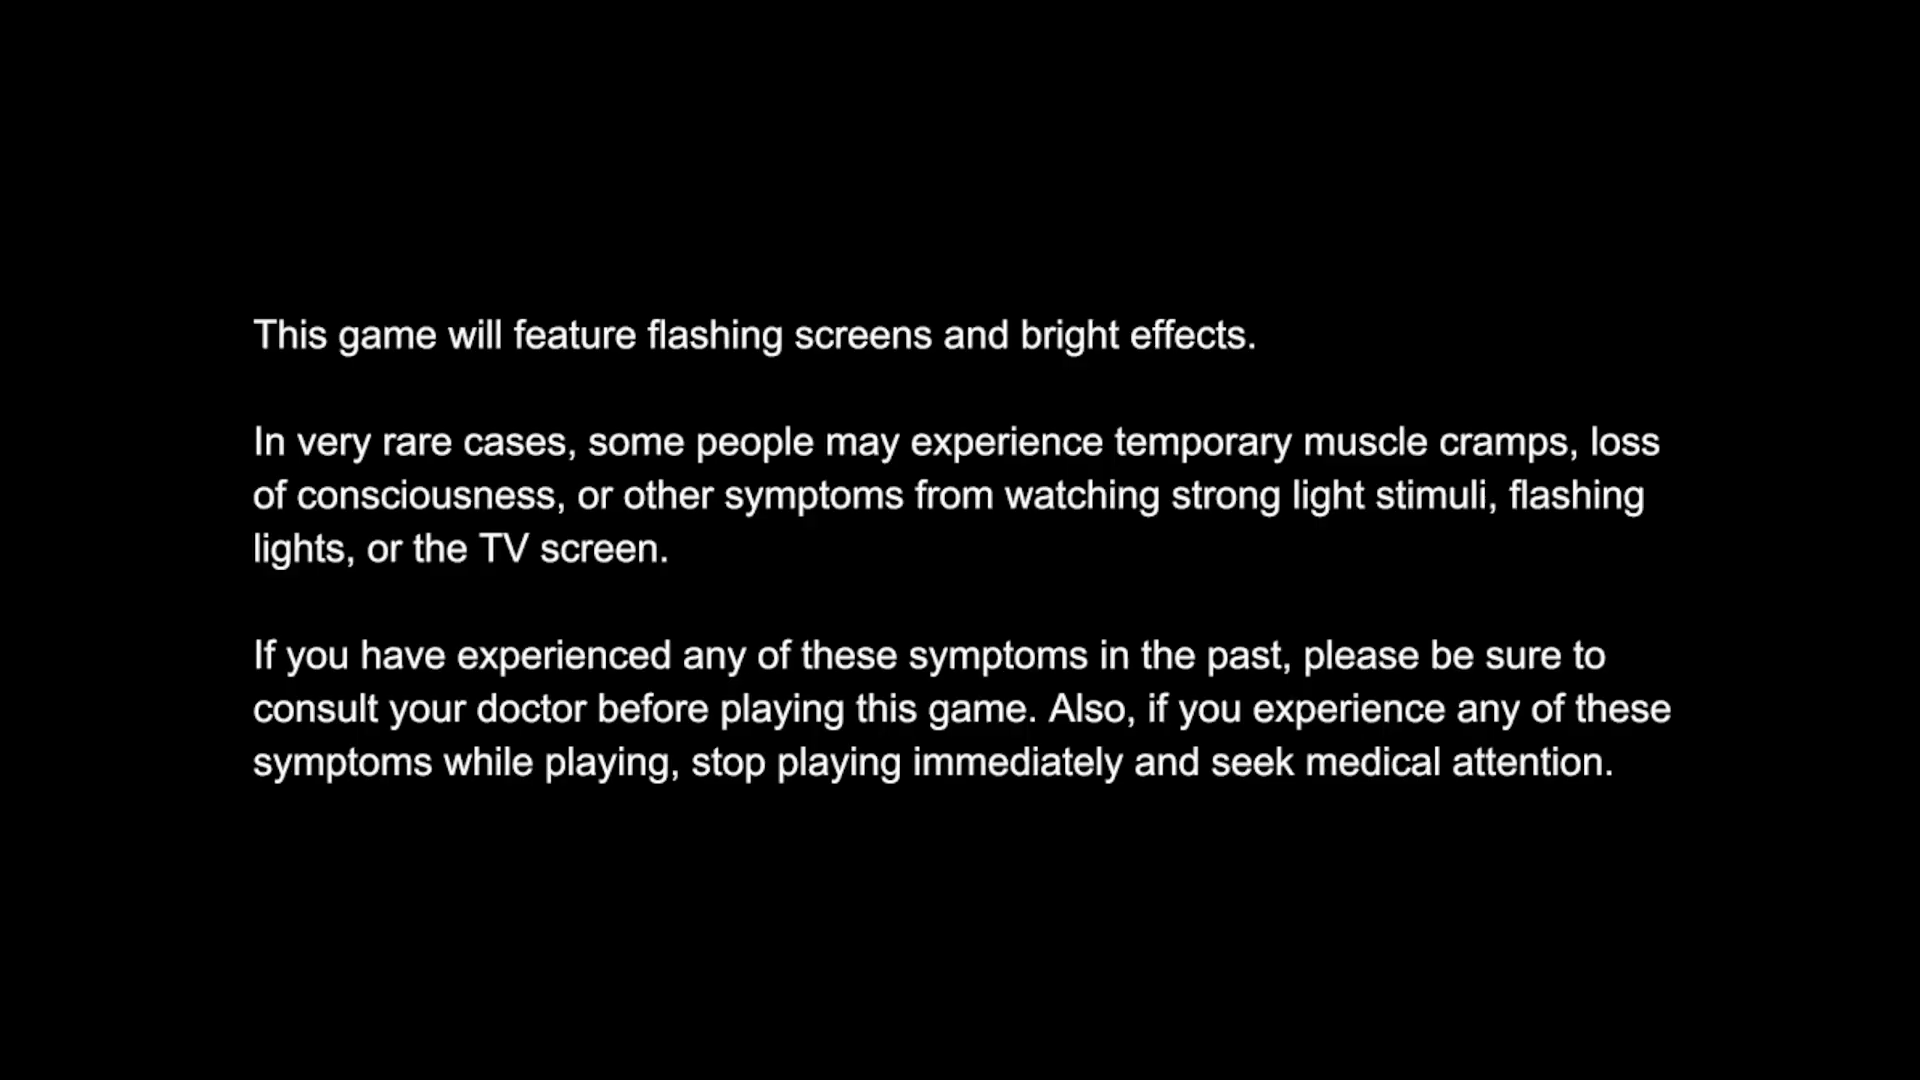 This game will feature flashing screens and bright effects.
In very rare cases, some people may experience temporary muscle cramps, loss
of consciousness, or other symptoms from watching strong light stimuli, flashing
lights, or the TV screen.
If you have experienced any of these symptoms in the past, please be sure to
consult your doctor before playing this game. Also, if you experience any of these
symptoms while playing, stop playing immediately and seek medical attention.